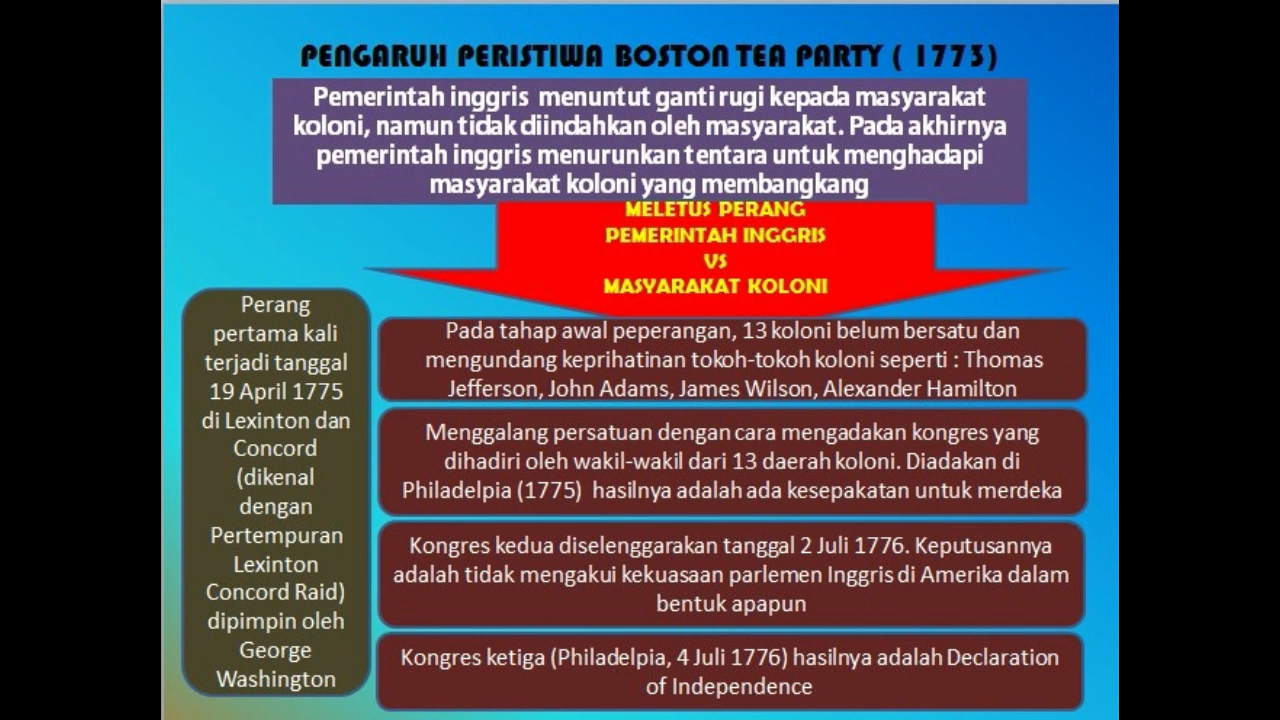 PENGARUH PERISTIWA BOSTON TEA PARTY ( 1773)
Pemerintah inggris menuntut ganti rugi kepada masyarakat
koloni, namun tidak diindahkan oleh masyarakat. Pada akhirnya
pemerintah inggris menurunkan tentara untuk menghadapi
masyarakat koloni yang membangkang
MELETUS PERANG
PEMERINTAH INGGRIS
VS
MASYARAKAT KOLONI
Perang
pertama kali
terjadi tanggal
19 April 1775
di Lexinton dan
Concord
(dikenal
dengan
Pertempuran
Lexinton
Concord Raid)
dipimpin oleh
George
Washington
Pada tahap awal peperangan, 13 koloni belum bersatu dan
mengundang keprihatinan tokoh-tokoh koloni seperti : Thomas
Jefferson, John Adams, James Wilson, Alexander Hamilton
Menggalang persatuan dengan cara mengadakan kongres yang
dihadiri oleh wakil-wakil dari 13 daerah koloni. Diadakan di
Philadelpia (1775) hasilnya adalah ada kesepakatan untuk merdeka
Kongres kedua diselenggarakan tanggal 2 Juli 1776. Keputusannya
adalah tidak mengakui kekuasaan parlemen Inggris di Amerika dalam
bentuk apapun
Kongres ketiga (Philadelpia, 4 Juli 1776) hasilnya adalah Declaration
of Independence